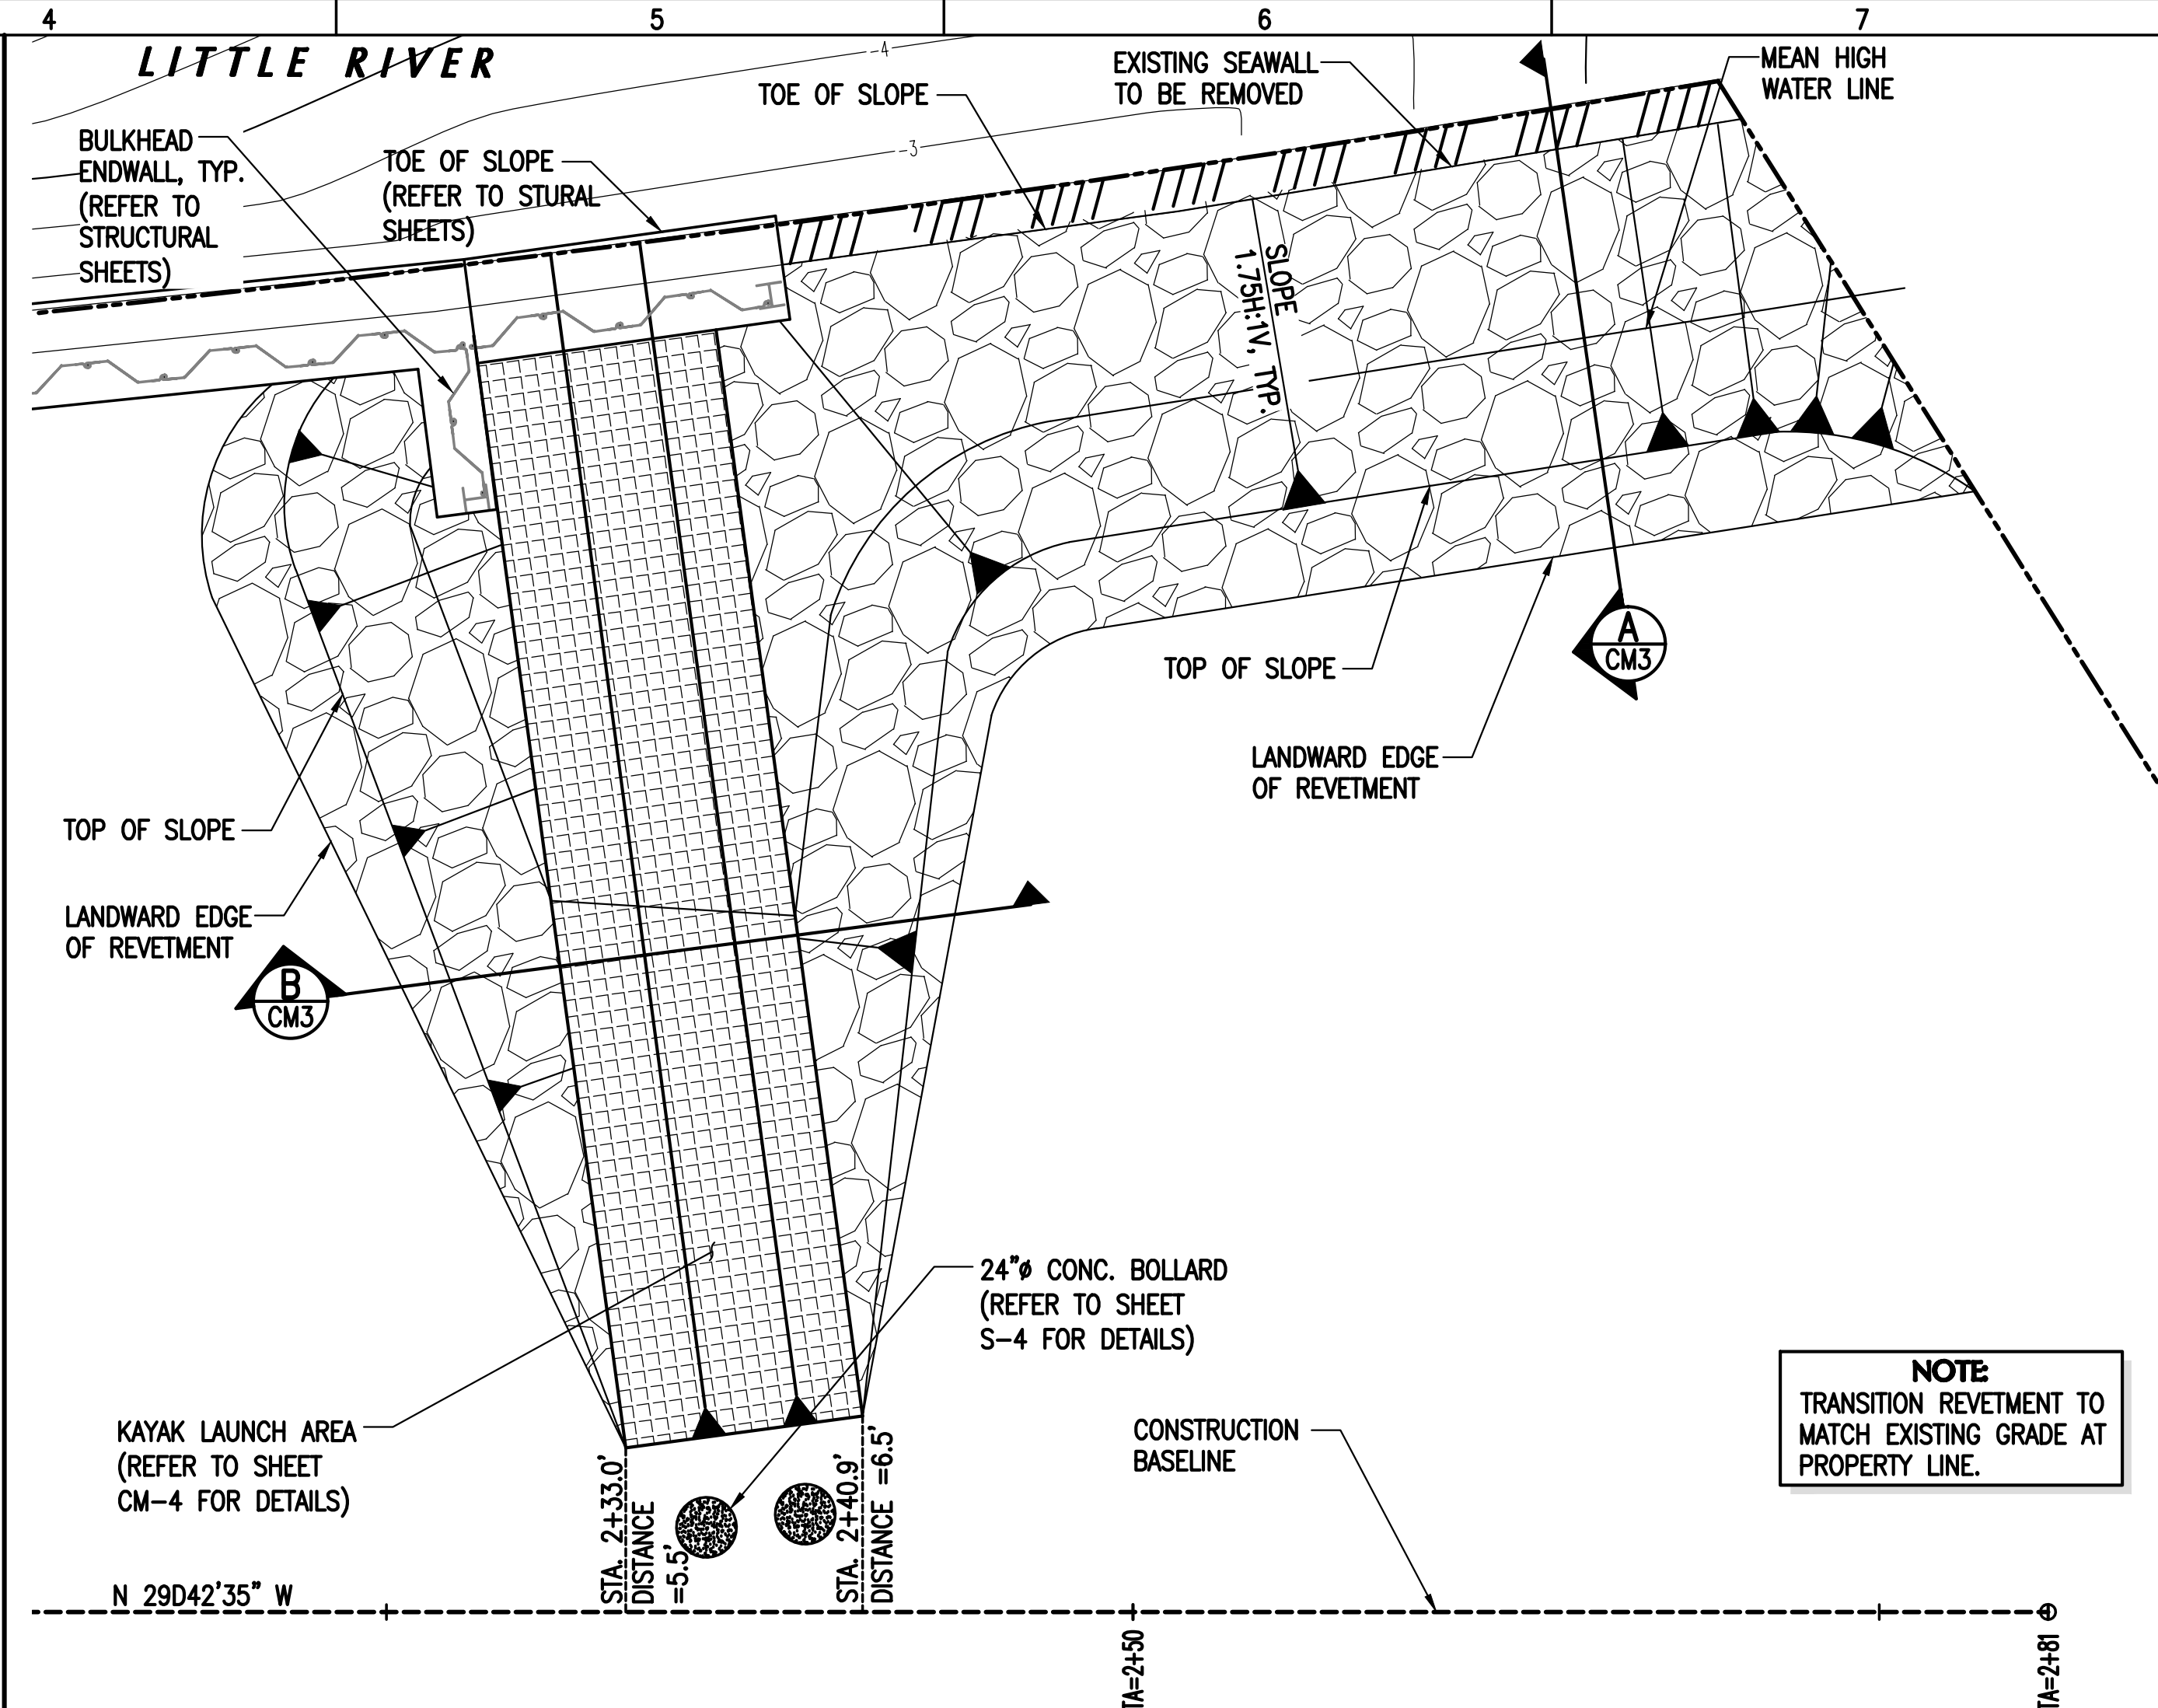 4
5
6
7
LITTLE RIVER
-4
-3
EXISTING SEAWALL
TO BE REMOVED
MEAN HIGH
WATER LINE
TOE OF SLOPE
BULKHEAD
ENDWALL, TYP.
(REFER TO
STRUCTURAL
SHEETS)
TOE OF SLOPE
(REFER TO STURAL
SHEETS)
SLOPE
1.75H:1V, TYP.
A
CM3
TOP OF SLOPE
LANDWARD EDGE
OF REVETMENT
TOP OF SLOPE
LANDWARD EDGE
OF REVETMENT
B
CM3
24"ø CONC. BOLLARD
(REFER TO SHEET
S-4 FOR DETAILS)
KAYAK LAUNCH AREA
(REFER TO SHEET
CM-4 FOR DETAILS)
CONSTRUCTION
BASELINE
NOTE:
TRANSITION REVETMENT TO
MATCH EXISTING GRADE AT
PROPERTY LINE.
STA. 2+33.0'
DISTANCE
=5.5'
STA. 2+40.9'
DISTANCE =6.5'
N 29D42'35" W
TA=2+50
TA=2+81